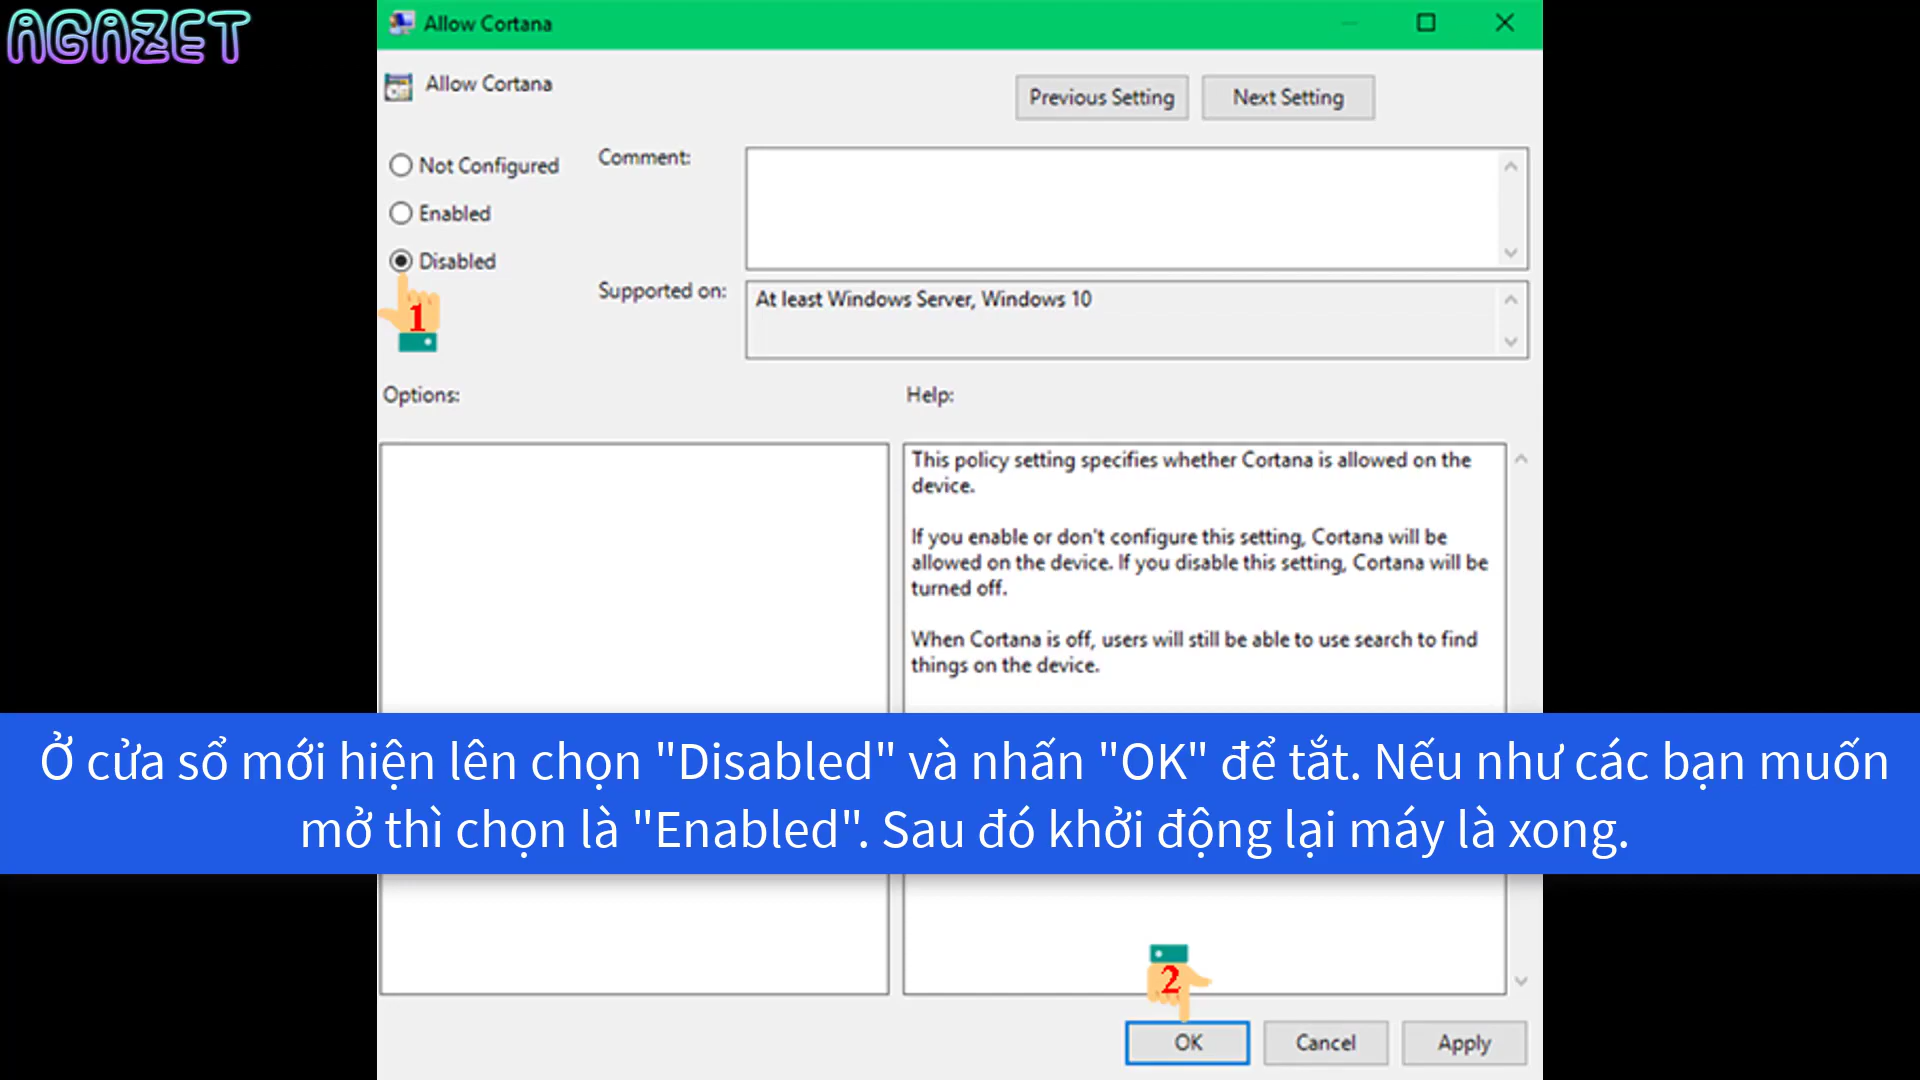 AGAZET
Allow Cortana
Allow Cortana
Previous Setting
Next Setting
Not Configured
Comment:
Enabled
Disabled
1
Supported on:
At least Windows Server, Windows 10
Options:
Help:
This policy setting specifies whether Cortana is allowed on the
device.
If you enable or don't configure this setting, Cortana will be
allowed on the device. If you disable this setting, Cortana will be
turned off.
When Cortana is off, users will still be able to use search to find
things on the device.
Ở cửa sổ mới hiện lên chọn "Disabled" và nhấn "OK" để tắt. Nếu như các bạn muốn
mở thì chọn là "Enabled". Sau đó khởi động lại máy là xong.
2
OK
Cancel
Apply